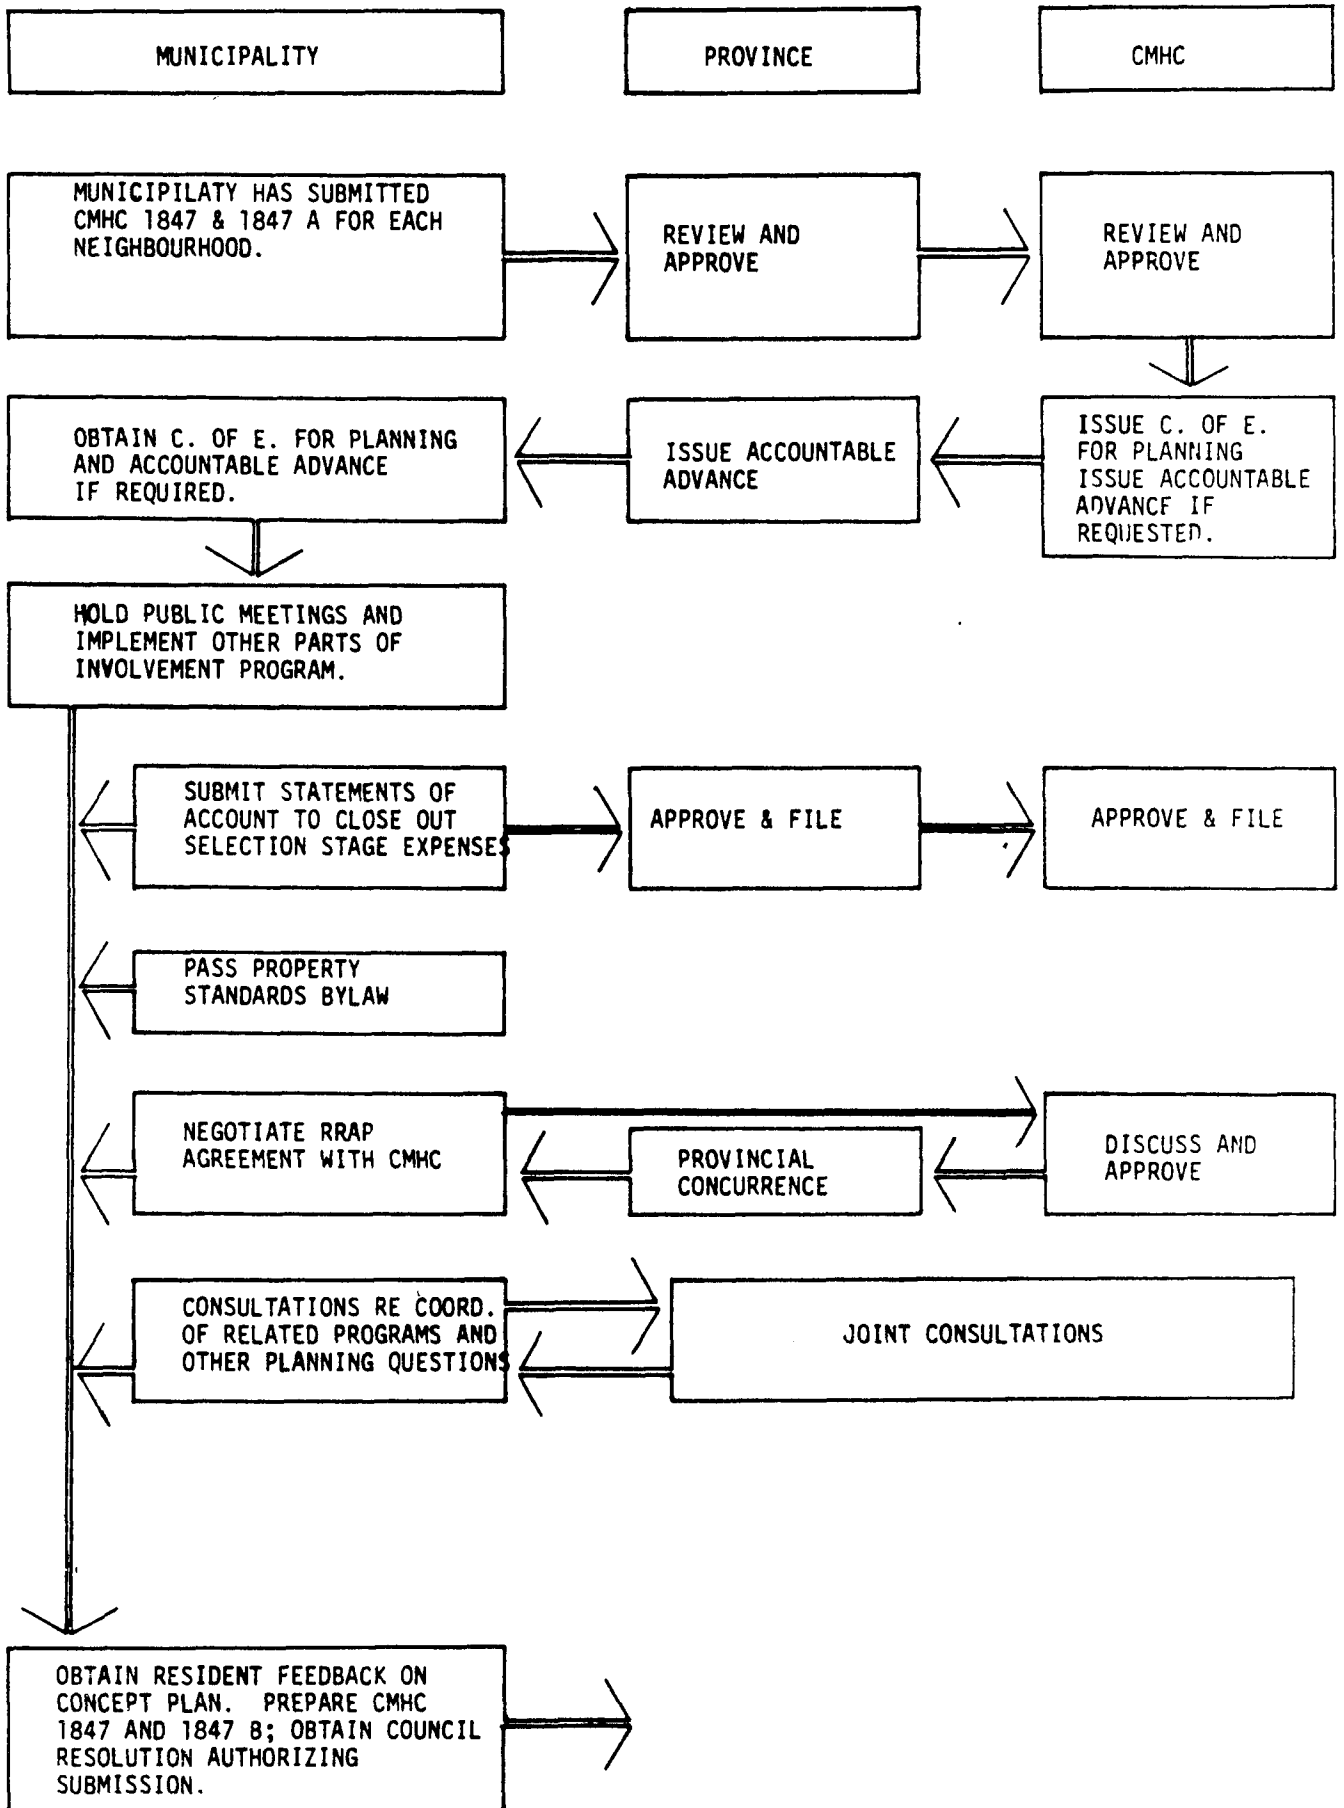 MUNICIPALITY
PROVINCE
CMHC
MUNICIPILATY HAS SUBMITTED
CMHC 1847 & 1847 A FOR EACH
NEIGHBOURHOOD.
REVIEW AND
APPROVE
REVIEW AND
APPROVE
OBTAIN C. OF E. FOR PLANNING
AND ACCOUNTABLE ADVANCE
IF REQUIRED.
ISSUE ACCOUNTABLE
ADVANCE
ISSUE C. OF E.
FOR PLANNING
ISSUE ACCOUNTABLE
ADVANCE IF
REQUESTED.
HOLD PUBLIC MEETINGS AND
IMPLEMENT OTHER PARTS OF
INVOLVEMENT PROGRAM.
SUBMIT STATEMENTS OF
ACCOUNT TO CLOSE OUT
SELECTION STAGE EXPENSES
APPROVE & FILE
APPROVE & FILE
PASS PROPERTY
STANDARDS BYLAW
NEGOTIATE RRAP
AGREEMENT WITH CMHC
PROVINCIAL
CONCURRENCE
DISCUSS AND
APPROVE
CONSULTATIONS RE COORD.
OF RELATED PROGRAMS AND
OTHER PLANNING QUESTIONS
JOINT CONSULTATIONS
OBTAIN RESIDENT FEEDBACK ON
CONCEPT PLAN. PREPARE CMHC
1847 AND 1847 B; OBTAIN COUNCIL
RESOLUTION AUTHORIZING
SUBMISSION.